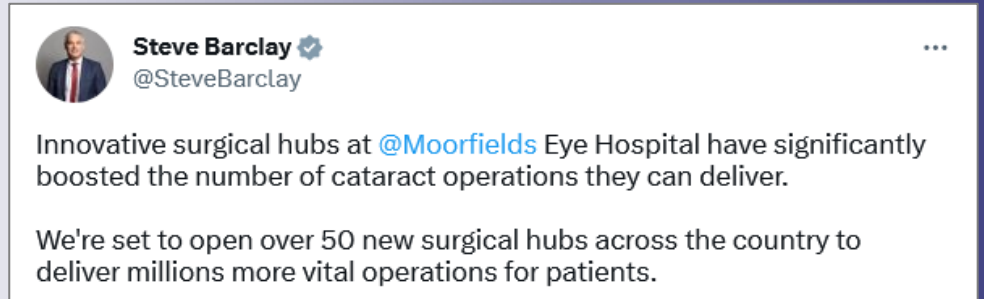 Steve Barclay
@SteveBarclay
Innovative surgical hubs at @Moorfields Eye Hospital have significantly
boosted the number of cataract operations they can deliver.
We're set to open over 50 new surgical hubs across the country to
deliver millions more vital operations for patients.